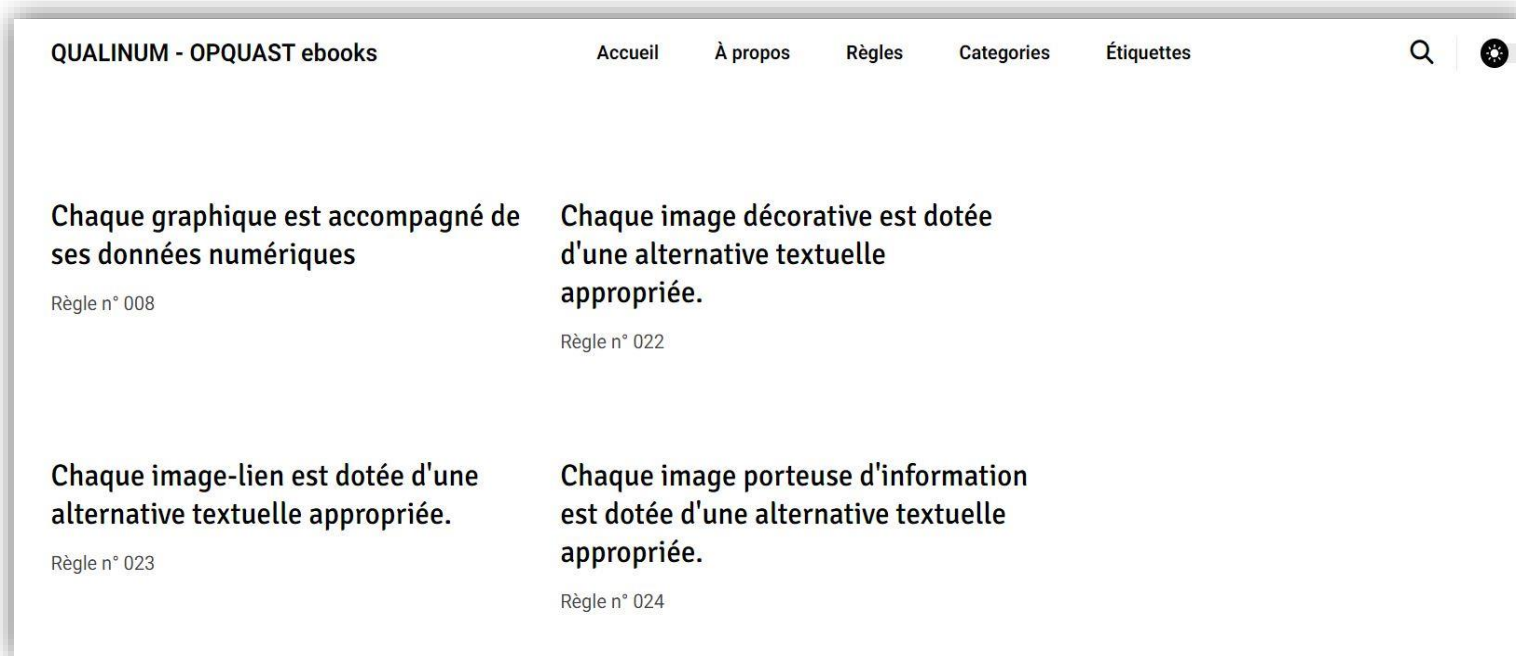 QUALINUM - OPQUAST ebooks
Accueil À propos Règles Categories Étiquettes
Chaque graphique est accompagné de
ses données numériques
Règle n° 008
Chaque image décorative est dotée
d'une alternative textuelle
appropriée.
Règle n° 022
Chaque image-lien est dotée d'une
alternative textuelle appropriée.
Règle n° 023
Chaque image porteuse d'information
est dotée d'une alternative textuelle
appropriée.
Règle n° 024